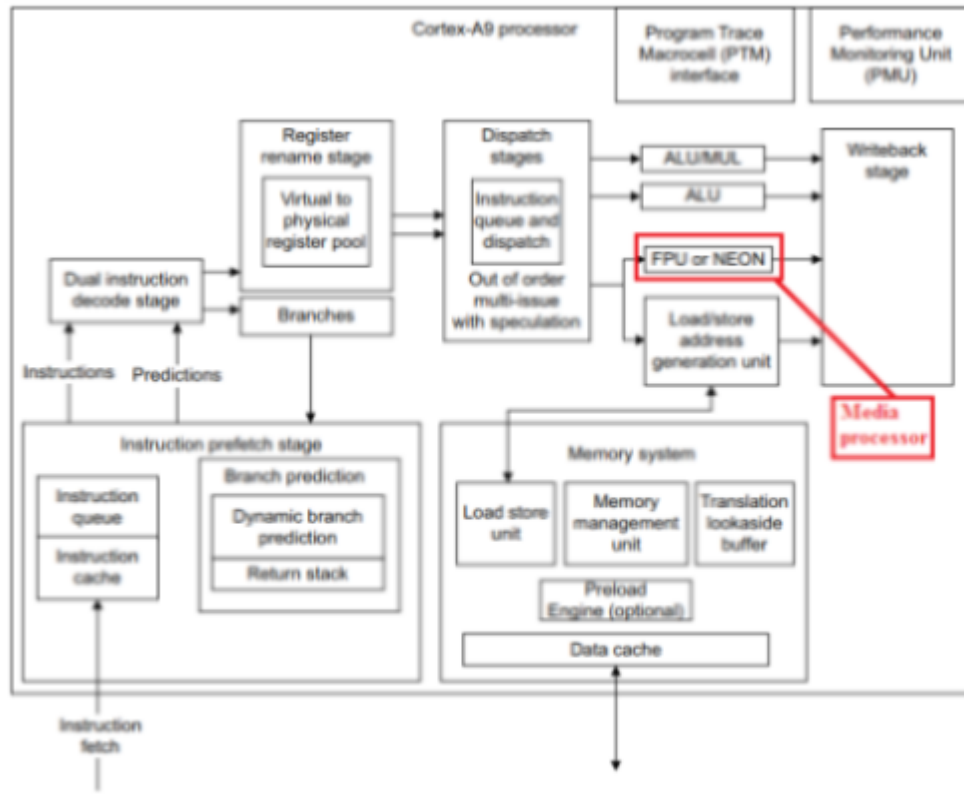 Cortex-A9 processor
Program Trace
Macrocell (PTM)
interface
Performance
Monitoring Unit
(PMU)
Register
rename stage
Virtual to
physical
register pool
Dispatch
stages
Instruction
queue and
dispatch
Out of order
multi-issue
with speculation
ALU/MUL
ALU
FPU or NEON
Load/store
address
generation unit
Writeback
stage
Dual instruction
decode stage
Branches
Instructions
Predictions
Media
processor
Instruction prefetch stage
Instruction
queue
Instruction
cache
Branch prediction
Dynamic branch
prediction
Return stack
Memory system
Load store
unit
Memory
management
unit
Translation
lookaside
buffer
Preload
Engine (optional)
Data cache
Instruction
fetch